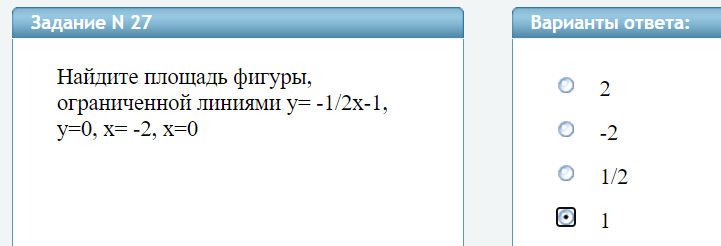 Задание N 27
Варианты ответа:
Найдите площадь фигуры,
ограниченной линиями y= -1/2x-1,
y=0, x= -2, x=0
2
-2
1/2
1